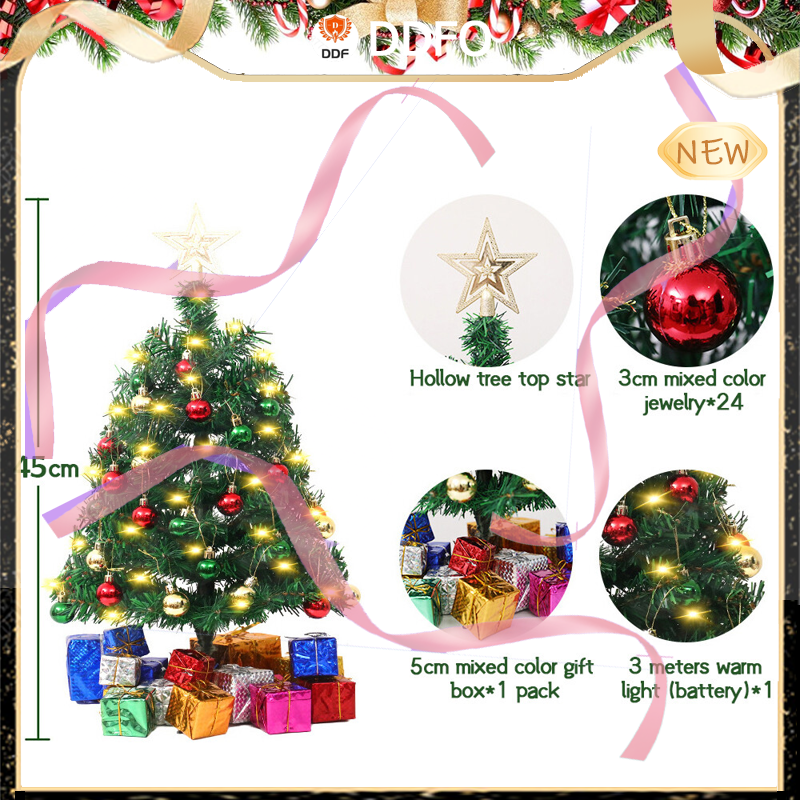 DDF
DDFO
NEW
45cm
Hollow tree top star
3cm mixed color
jewelry*24
5cm mixed color gift
box*1 pack
3 meters warm
light (battery)*1